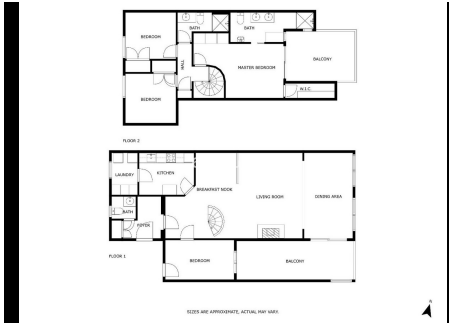 BATH
BATH
BEDROOM
HALL
BALCONY
MASTER BEDROOM
W.I.C.
BEDROOM
FLOOR 2
LAUNDRY
KITCHEN
BREAKFAST NOOK
LIVING ROOM
DINING AREA
BATH
FOYER
FLOOR 1
BEDROOM
BALCONY
N
SIZES ARE APPROXIMATE, ACTUAL MAY VARY.